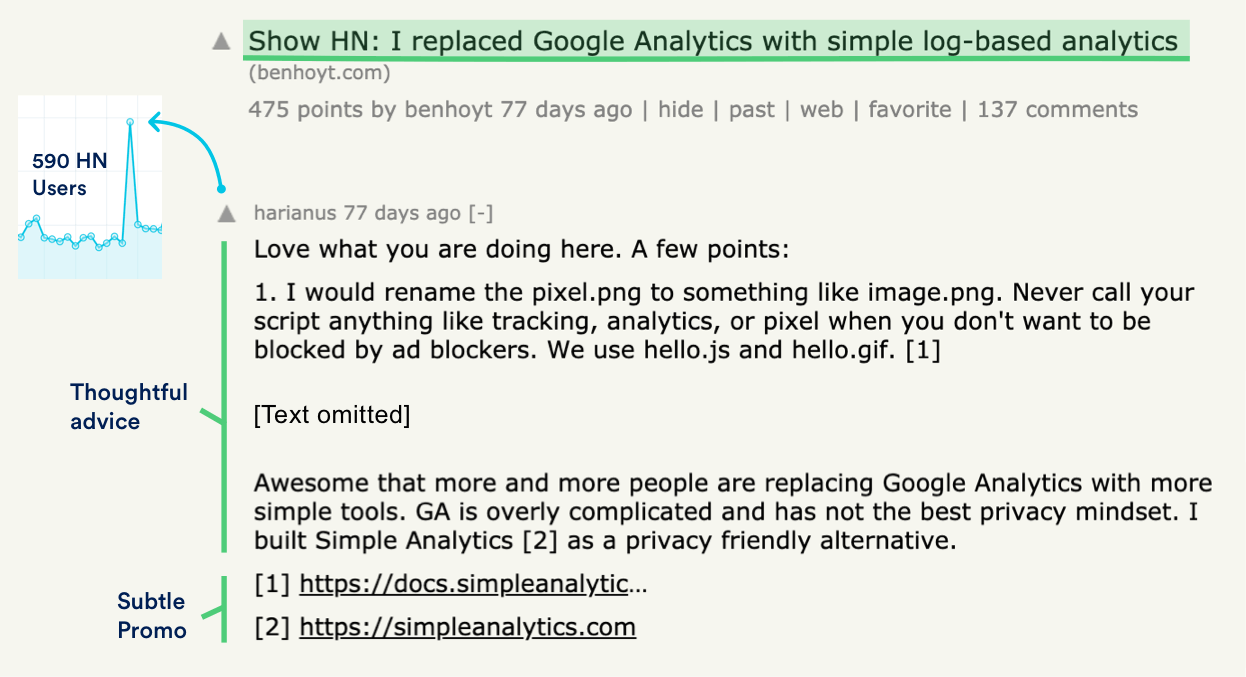 ▲ Show HN: I replaced Google Analytics with simple log-based analytics
(benhoyt.com)
475 points by benhoyt 77 days ago | hide | past | web | favorite | 137 comments
590 HN
Users
▲ harianus 77 days ago [-]
Love what you are doing here. A few points:
1. I would rename the pixel.png to something like image.png. Never call your
script anything like tracking, analytics, or pixel when you don't want to be
blocked by ad blockers. We use hello.js and hello.gif. [1]
Thoughtful
advice
[Text omitted]
Awesome that more and more people are replacing Google Analytics with more
simple tools. GA is overly complicated and has not the best privacy mindset. I
built Simple Analytics [2] as a privacy friendly alternative.
Subtle
Promo
[1] https://docs.simpleanalytic...
[2] https://simpleanalytics.com